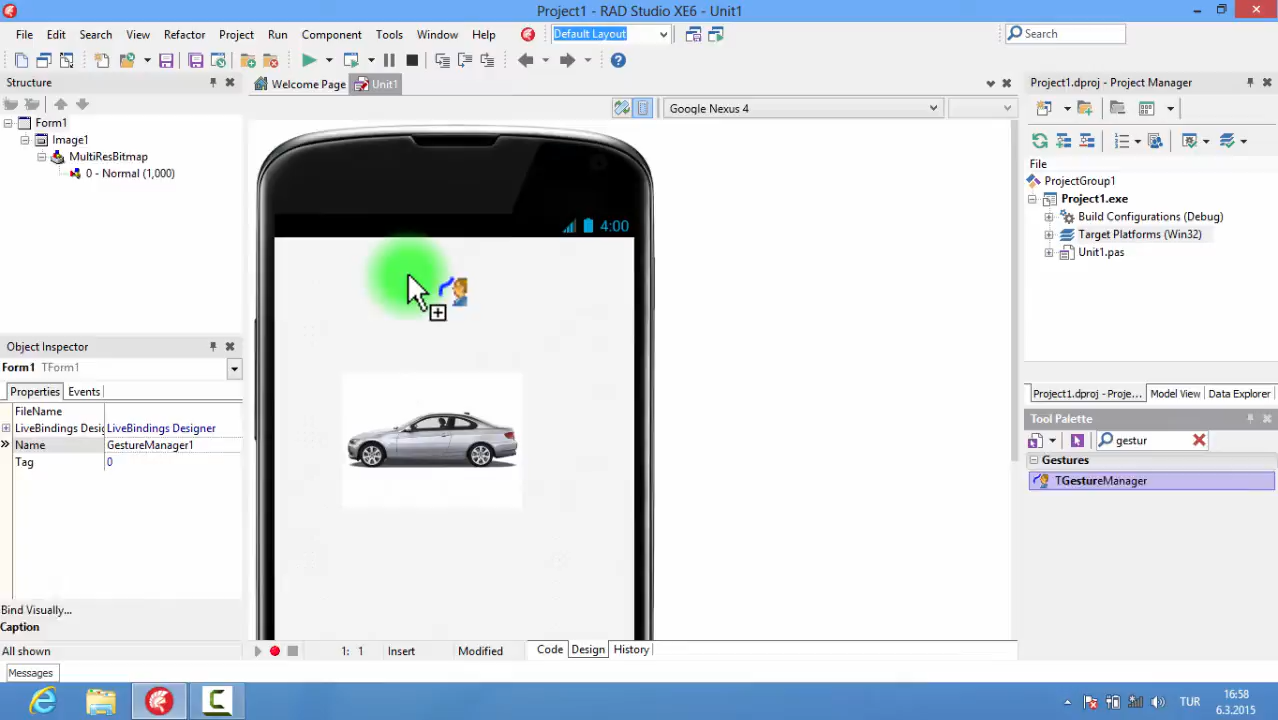 Project1 - RAD Studio XE6 - Unit1
File Edit Search View Refactor Project Run Component Tools Window Help
Default Layout
Search
Structure
Welcome Page
Unit1
Project1.dproj - Project Manager
Google Nexus 4
Form1
Image1
MultiResBitmap
0 - Normal (1,000)
File
ProjectGroup1
Project1.exe
Build Configurations (Debug)
Target Platforms (Win32)
Unit1.pas
4:00
Object Inspector
Form1 TForm1
Properties Events
FileName
LiveBindings Desig LiveBindings Designer
Name GestureManager1
Tag 0
Project1.dproj - Proje... Model View Data Explorer
Tool Palette
gestur
Gestures
TGestureManager
Bind Visually...
Caption
All shown
1: 1 Insert Modified Code Design History
Messages
TUR
16:58
6.3.2015